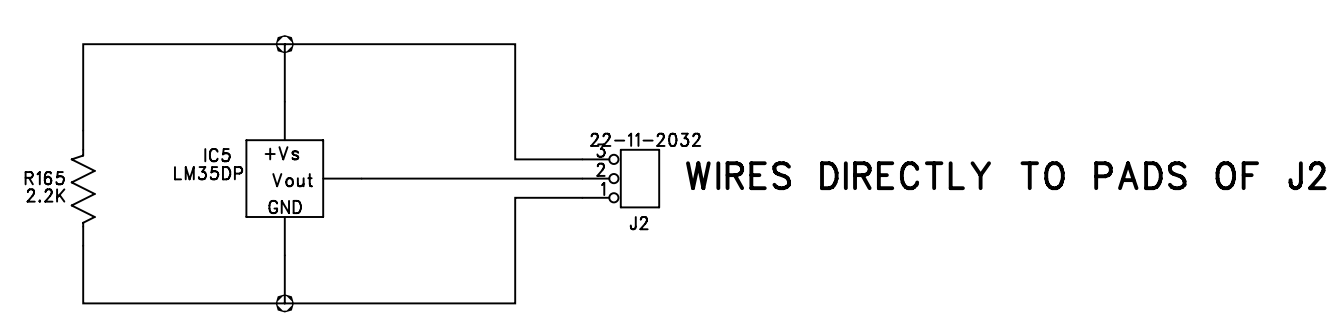 22-11-2032
3
2
1
J2
WIRES DIRECTLY TO PADS OF J2
IC5
LM35DP
+Vs
Vout
GND
R165
2.2K